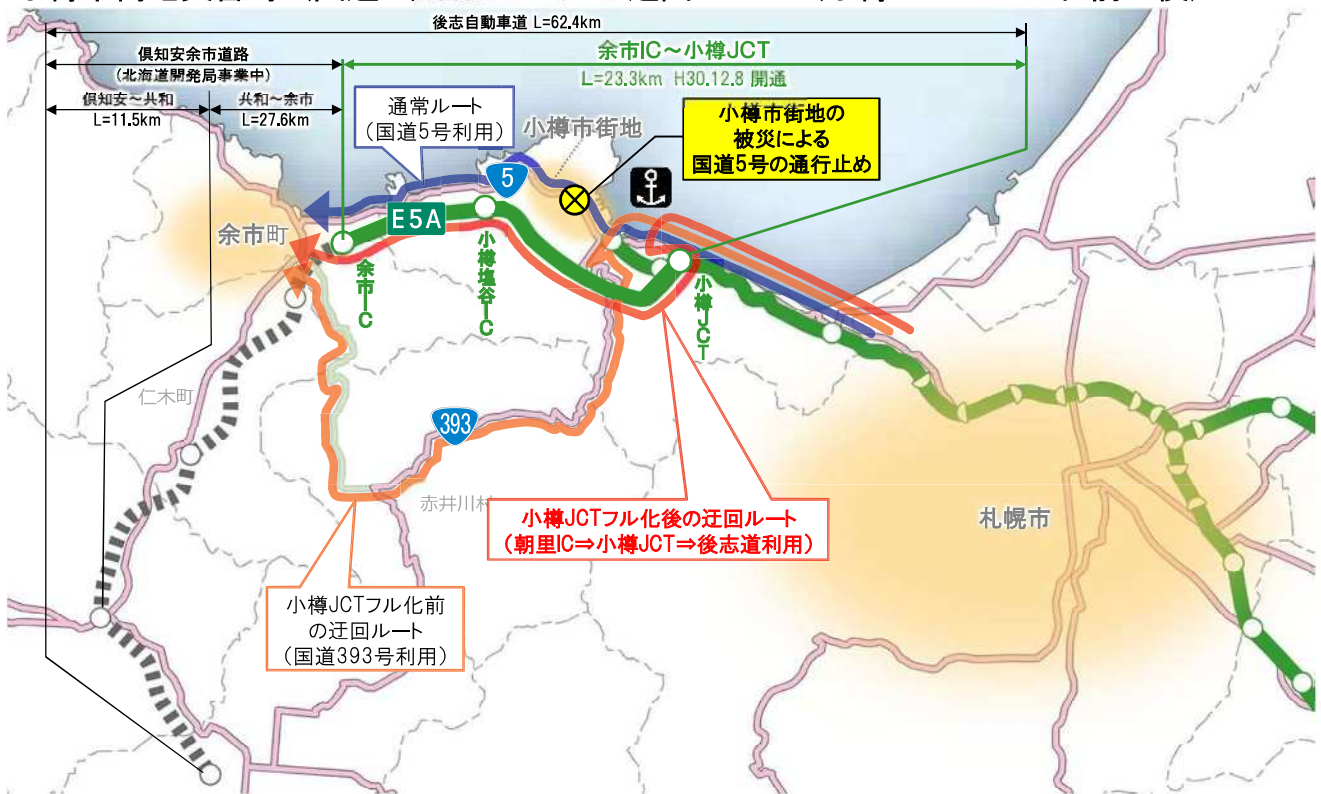 後志自動車道 L=62.4km
倶知安余市道路
(北海道開発局事業中)
余市IC～小樽JCT
L=23.3km H30.12.8 開通
倶知安～共和
L=11.5km
共和～余市
L=27.6km
通常ルート
(国道5号利用)
小樽市街地
小樽市街地の
被災による
国道5号の通行止め
5
E5A
余市町
余市IC
小樽塩谷IC
小樽JCT
仁木町
393
赤井川村
小樽JCTフル化後の迂回ルート
(朝里IC⇒小樽JCT⇒後志道利用)
札幌市
小樽JCTフル化前
の迂回ルート
(国道393号利用)